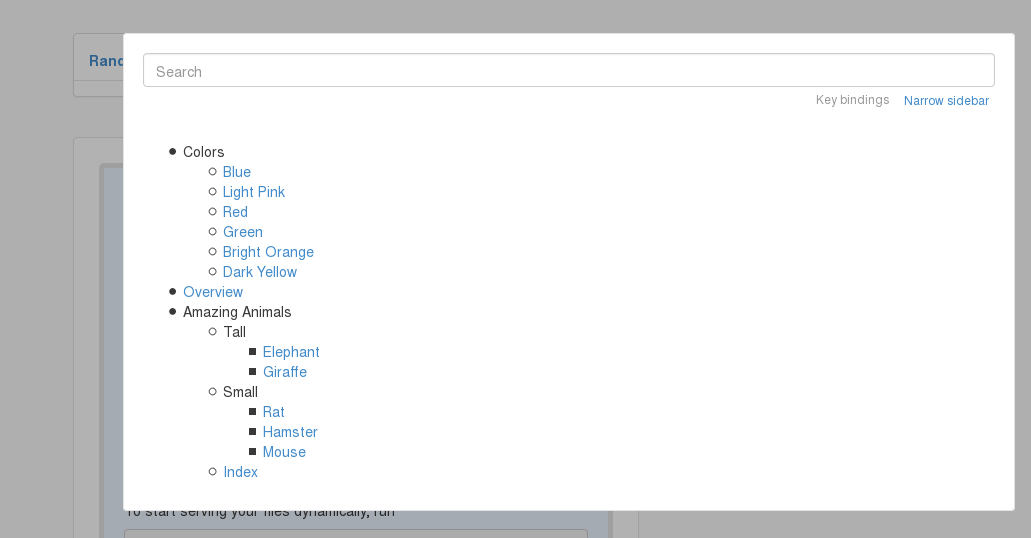 Search
Key bindings Narrow sidebar
Colors
Blue
Light Pink
Red
Green
Bright Orange
Dark Yellow
Overview
Amazing Animals
Tall
Elephant
Giraffe
Small
Rat
Hamster
Mouse
Index
To start serving your files dynamically, run